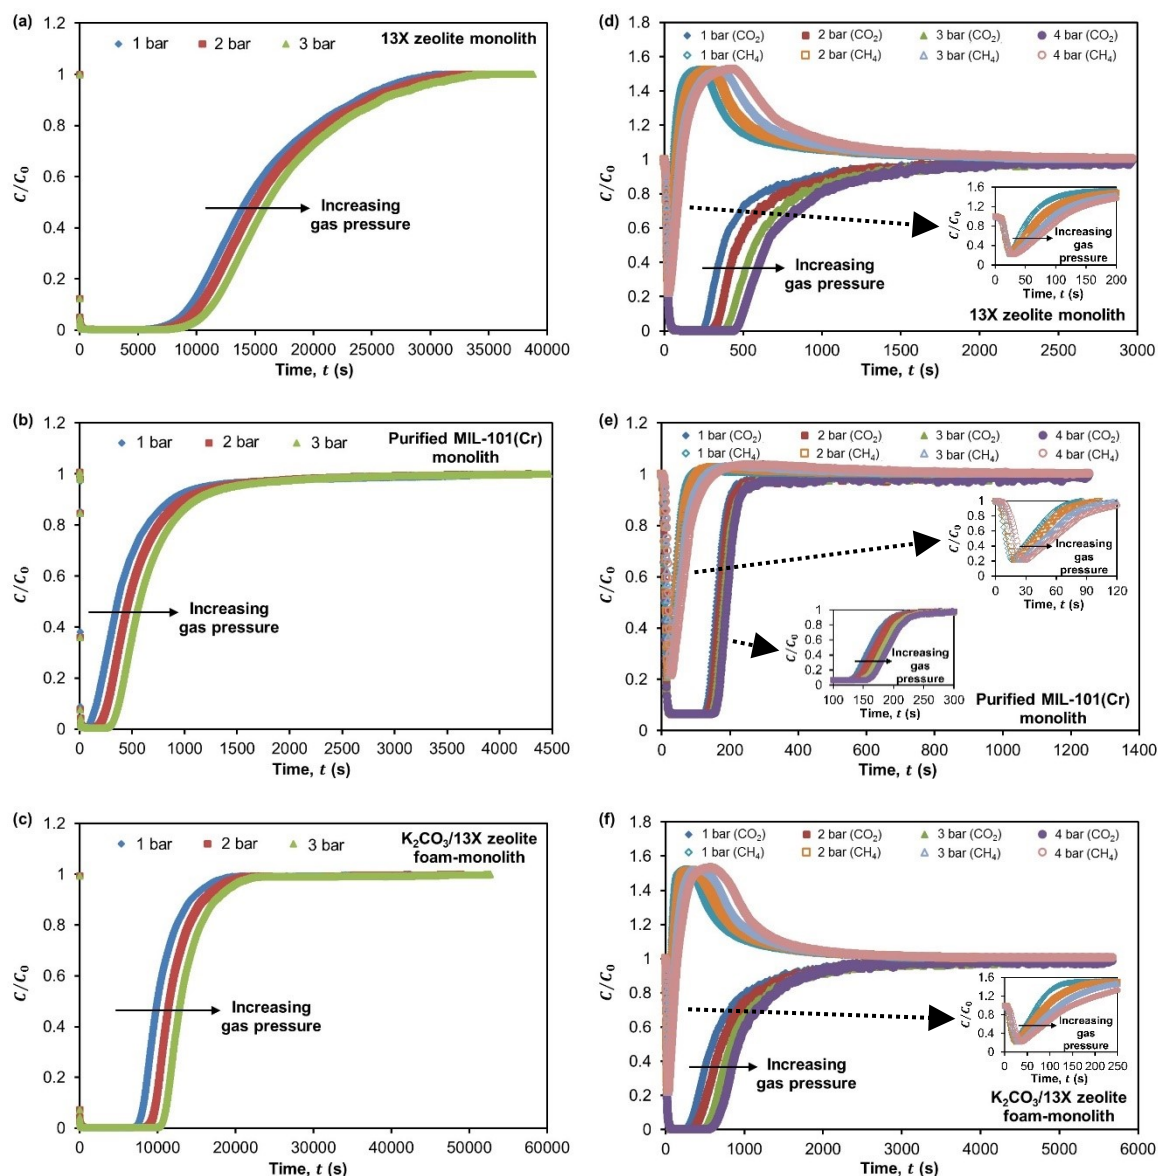 (a)
1.2
1
0.8
0.6
0.4
0.2
0
C/C0
1 bar 2 bar 3 bar
13X zeolite monolith
Increasing
gas pressure
0 5000 10000 15000 20000 25000 30000 35000 40000
Time, t (s)
(d)
1.8
1.6
1.4
1.2
1
0.8
0.6
0.4
0.2
0
C/C0
1 bar (CO2) 2 bar (CO2) 3 bar (CO2) 4 bar (CO2)
1 bar (CH4) 2 bar (CH4) 3 bar (CH4) 4 bar (CH4)
Increasing
gas pressure
1.6
1.2
0.8
0.4
0
C/C0
Increasing
gas
pressure
0 50 100 150 200
Time, t (s)
13X zeolite monolith
0 500 1000 1500 2000 2500 3000
Time, t (s)
(b)
1.2
1
0.8
0.6
0.4
0.2
0
C/C0
1 bar 2 bar 3 bar
Purified MIL-101(Cr)
monolith
Increasing
gas pressure
0 500 1000 1500 2000 2500 3000 3500 4000 4500
Time, t (s)
(e)
1.2
1
0.8
0.6
0.4
0.2
0
C/C0
1 bar (CO2) 2 bar (CO2) 3 bar (CO2) 4 bar (CO2)
1 bar (CH4) 2 bar (CH4) 3 bar (CH4) 4 bar (CH4)
1
0.8
0.6
0.4
0.2
0
C/C0
Increasing
gas
pressure
0 30 60 90 120
Time, t (s)
1
0.8
0.6
0.4
0.2
0
C/C0
Increasing
gas
pressure
100 150 200 250 300
Time, t (s)
Purified MIL-101(Cr)
monolith
0 200 400 600 800 1000 1200 1400
Time, t (s)
(c)
1.2
1
0.8
0.6
0.4
0.2
0
C/C0
1 bar 2 bar 3 bar
K2CO3/13X zeolite
foam-monolith
Increasing
gas pressure
0 10000 20000 30000 40000 50000 60000
Time, t (s)
(f)
1.8
1.6
1.4
1.2
1
0.8
0.6
0.4
0.2
0
C/C0
1 bar (CO2) 2 bar (CO2) 3 bar (CO2) 4 bar (CO2)
1 bar (CH4) 2 bar (CH4) 3 bar (CH4) 4 bar (CH4)
Increasing
gas pressure
1.6
1.2
0.8
0.4
0
C/C0
Increasing
gas
pressure
0 50 100 150 200 250
Time, t (s)
K2CO3/13X zeolite
foam-monolith
0 1000 2000 3000 4000 5000 6000
Time, t (s)